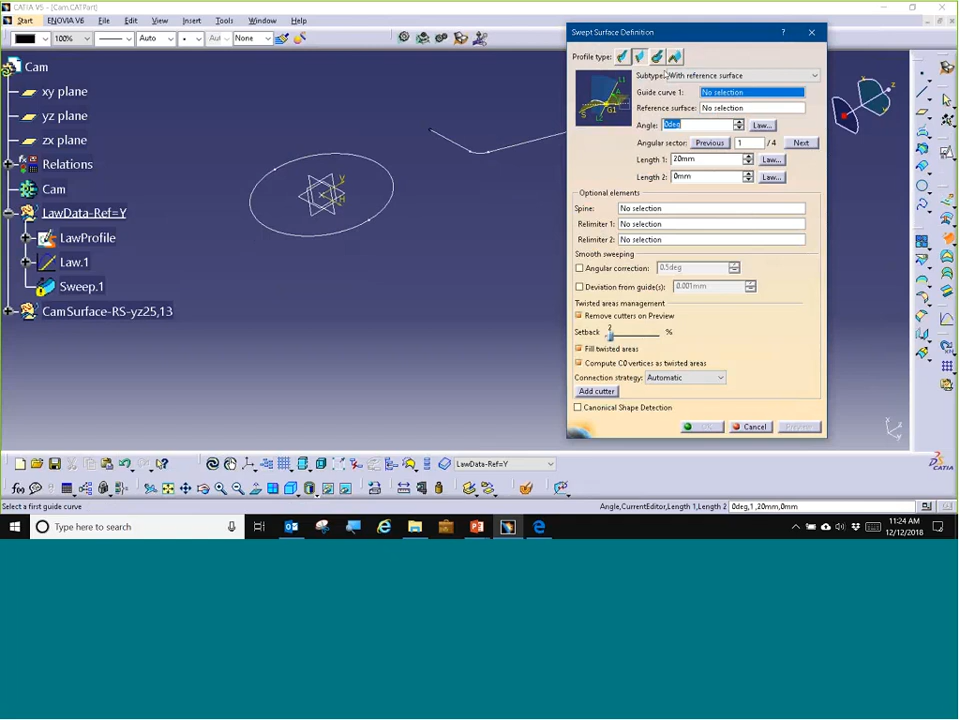 CATIA V5 - [Cam.CATPart]
Start ENOVIA V6 File Edit View Insert Tools Window Help
100% Auto Aut None
Cam
xy plane
yz plane
zx plane
Relations
Cam
LawData-Ref=Y
LawProfile
Law.1
Sweep.1
CamSurface-RS-yz25,13
V
H
Swept Surface Definition ?
Profile type:
Subtype: With reference surface
Guide curve 1: No selection
Reference surface: No selection
Angle: 0deg Law...
Angular sector: Previous 1 / 4 Next
Length 1: 20mm Law...
Length 2: 0mm Law...
Optional elements
Spine: No selection
Relimiter 1: No selection
Relimiter 2: No selection
Smooth sweeping
Angular correction: 0.5deg
Deviation from guide(s): 0.001mm
Twisted areas management
Remove cutters on Preview
Setback 2 %
Fill twisted areas
Compute C0 vertices as twisted areas
Connection strategy: Automatic
Add cutter
Canonical Shape Detection
OK Cancel Preview
LawData-Ref=Y
CATIA
Select a first guide curve Angle,CurrentEditor,Length 1,Length 2 0deg,1 ,20mm,0mm
Type here to search
11:24 AM
12/12/2018